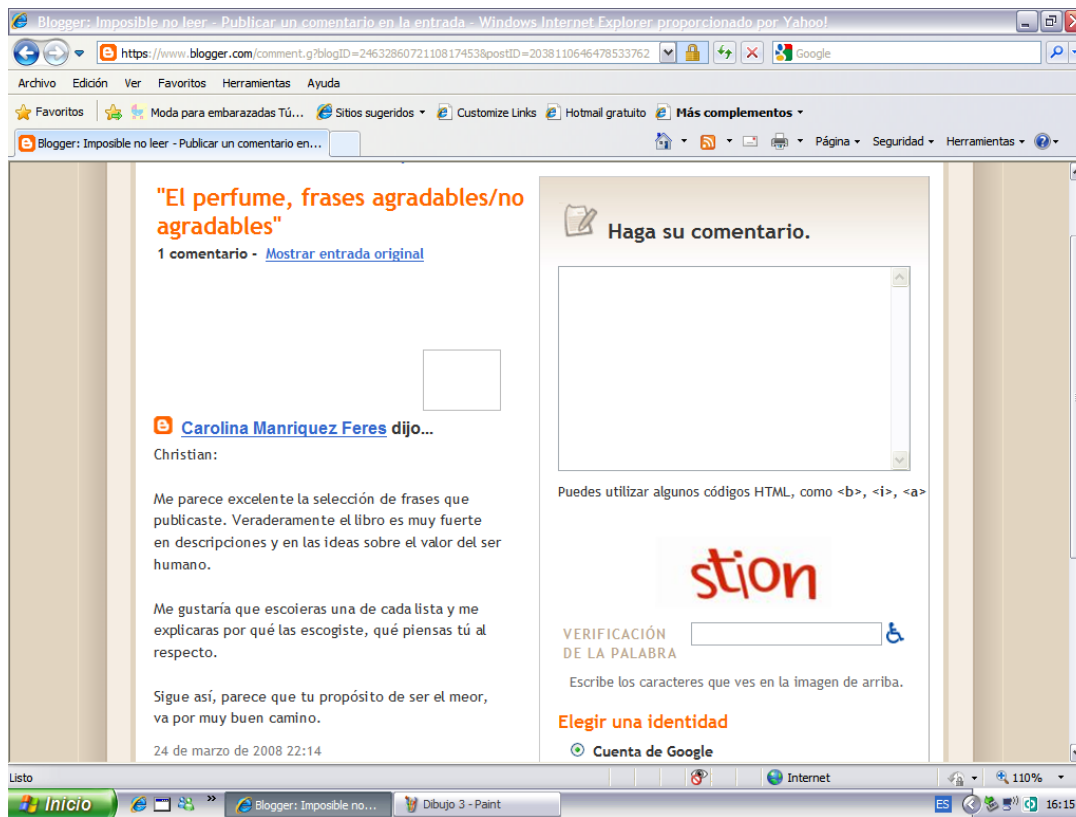 Blogger: Imposible no leer - Publicar un comentario en la entrada - Windows Internet Explorer proporcionado por Yahoo!
https://www.blogger.com/comment.g?blogID=2463286072110817453&postID=2038110646478533762
Google
Archivo Edición Ver Favoritos Herramientas Ayuda
Favoritos Moda para embarazadas Tú... Sitios sugeridos Customize Links Hotmail gratuito Más complementos
Blogger: Imposible no leer - Publicar un comentario en... Página Seguridad Herramientas
"El perfume, frases agradables/no
agradables"
1 comentario - Mostrar entrada original
Carolina Manriquez Feres dijo...
Christian:
Me parece excelente la selección de frases que
publicaste. Veraderamente el libro es muy fuerte
en descripciones y en las ideas sobre el valor del ser
humano.
Me gustaría que escoieras una de cada lista y me
explicaras por qué las escogiste, qué piensas tú al
respecto.
Sigue así, parece que tu propósito de ser el meor,
va por muy buen camino.
24 de marzo de 2008 22:14
Haga su comentario.
Puedes utilizar algunos códigos HTML, como <b>, <i>, <a>
stion
VERIFICACIÓN
DE LA PALABRA
Escribe los caracteres que ves en la imagen de arriba.
Elegir una identidad
Cuenta de Google
Listo Internet 110%
Inicio Blogger: Imposible no... Dibujo 3 - Paint ES 16:15